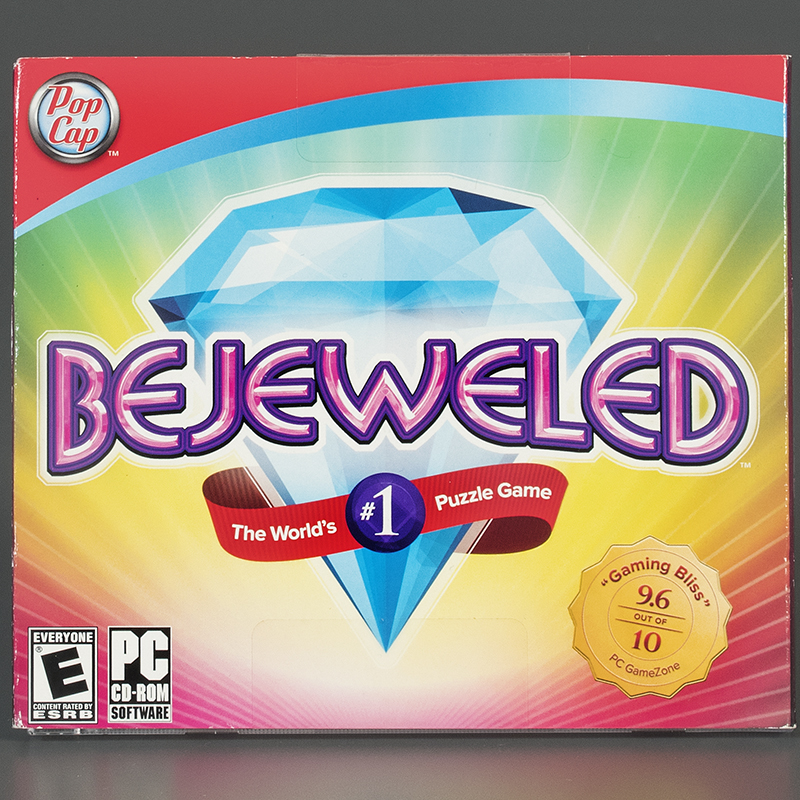 Pop
Cap
TM
BEJEWELED
TM
The World's #1 Puzzle Game
"Gaming Bliss"
9.6
OUT OF
10
PC GameZone
EVERYONE
E
®
CONTENT RATED BY
ESRB
PC
CD-ROM
SOFTWARE